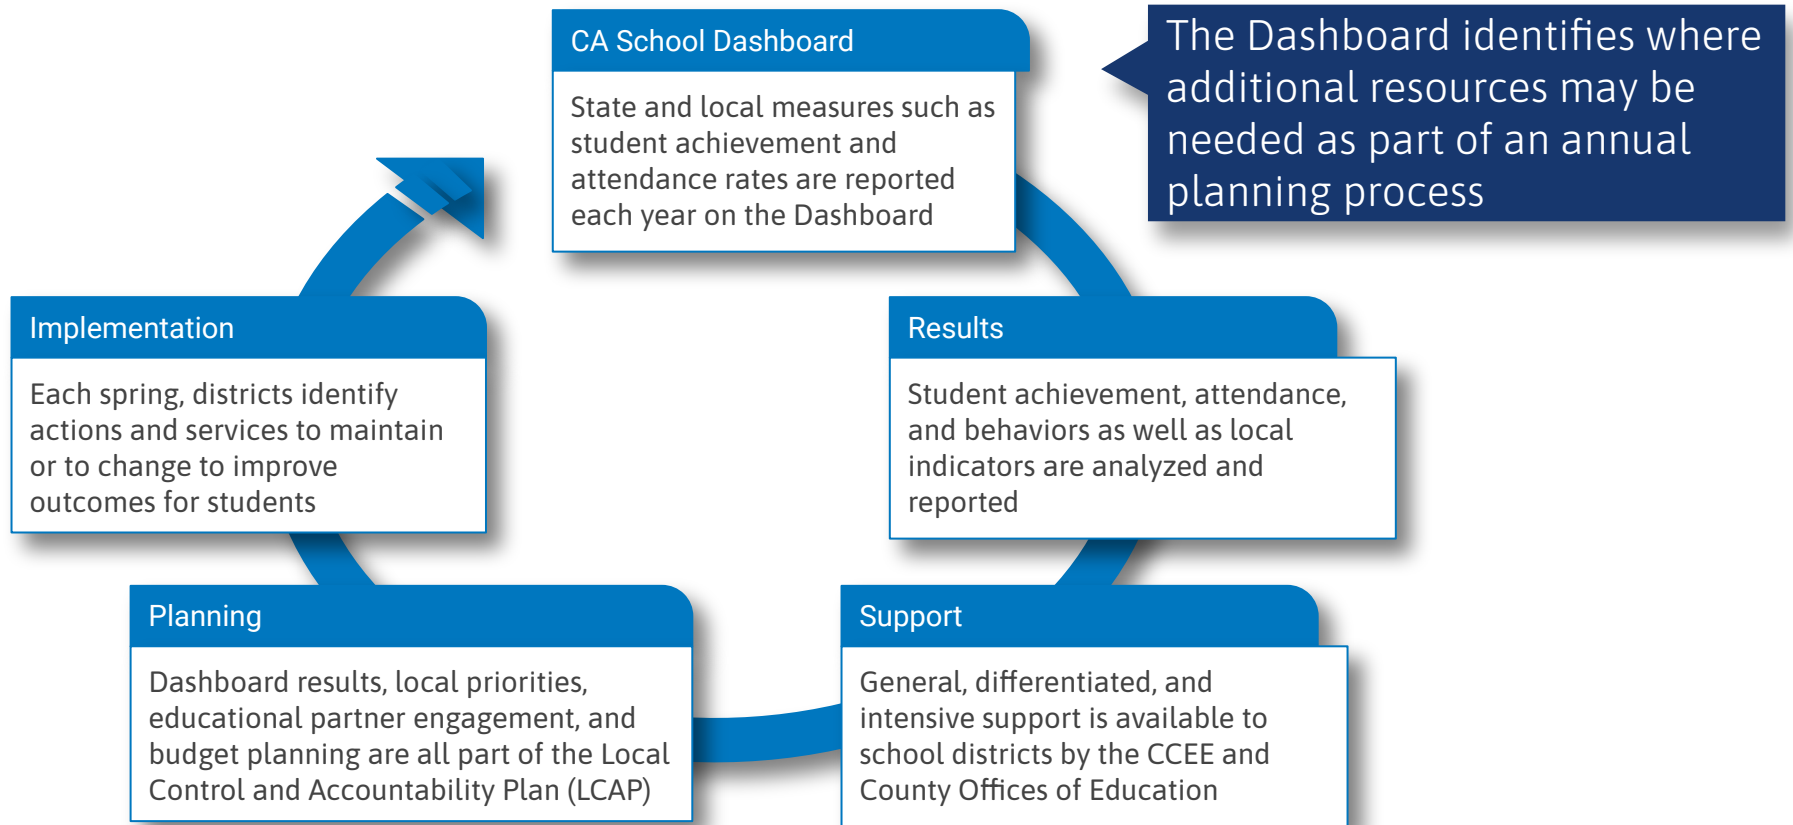 CA School Dashboard
State and local measures such as
student achievement and
attendance rates are reported
each year on the Dashboard
The Dashboard identifies where
additional resources may be
needed as part of an annual
planning process
Results
Student achievement, attendance,
and behaviors as well as local
indicators are analyzed and
reported
Support
General, differentiated, and
intensive support is available to
school districts by the CCEE and
County Offices of Education
Planning
Dashboard results, local priorities,
educational partner engagement, and
budget planning are all part of the Local
Control and Accountability Plan (LCAP)
Implementation
Each spring, districts identify
actions and services to maintain
or to change to improve
outcomes for students